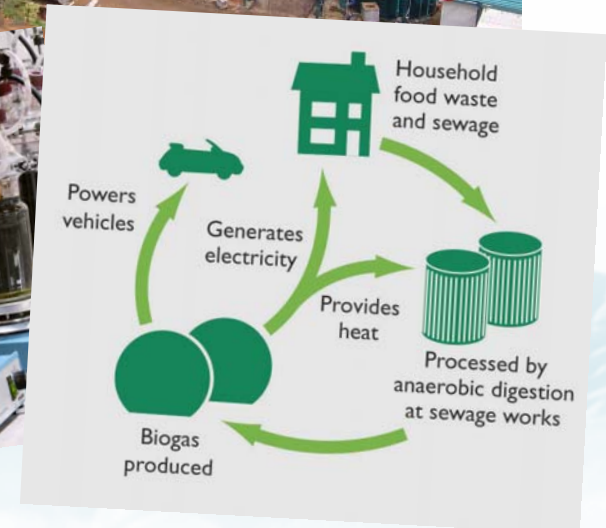 Household
food waste
and sewage
Powers
vehicles
Generates
electricity
Provides
heat
Processed by
anaerobic digestion
at sewage works
Biogas
produced